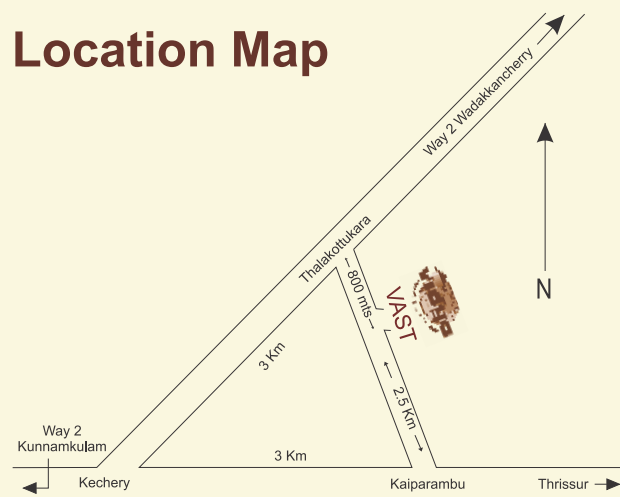 Location Map
Way 2 Wadakkancherry
Thalakottukara
800 mts
VAST
N
3 Km
2.5 Km
Way 2
Kunnamkulam
3 Km
Kechery
Kaiparambu
Thrissur